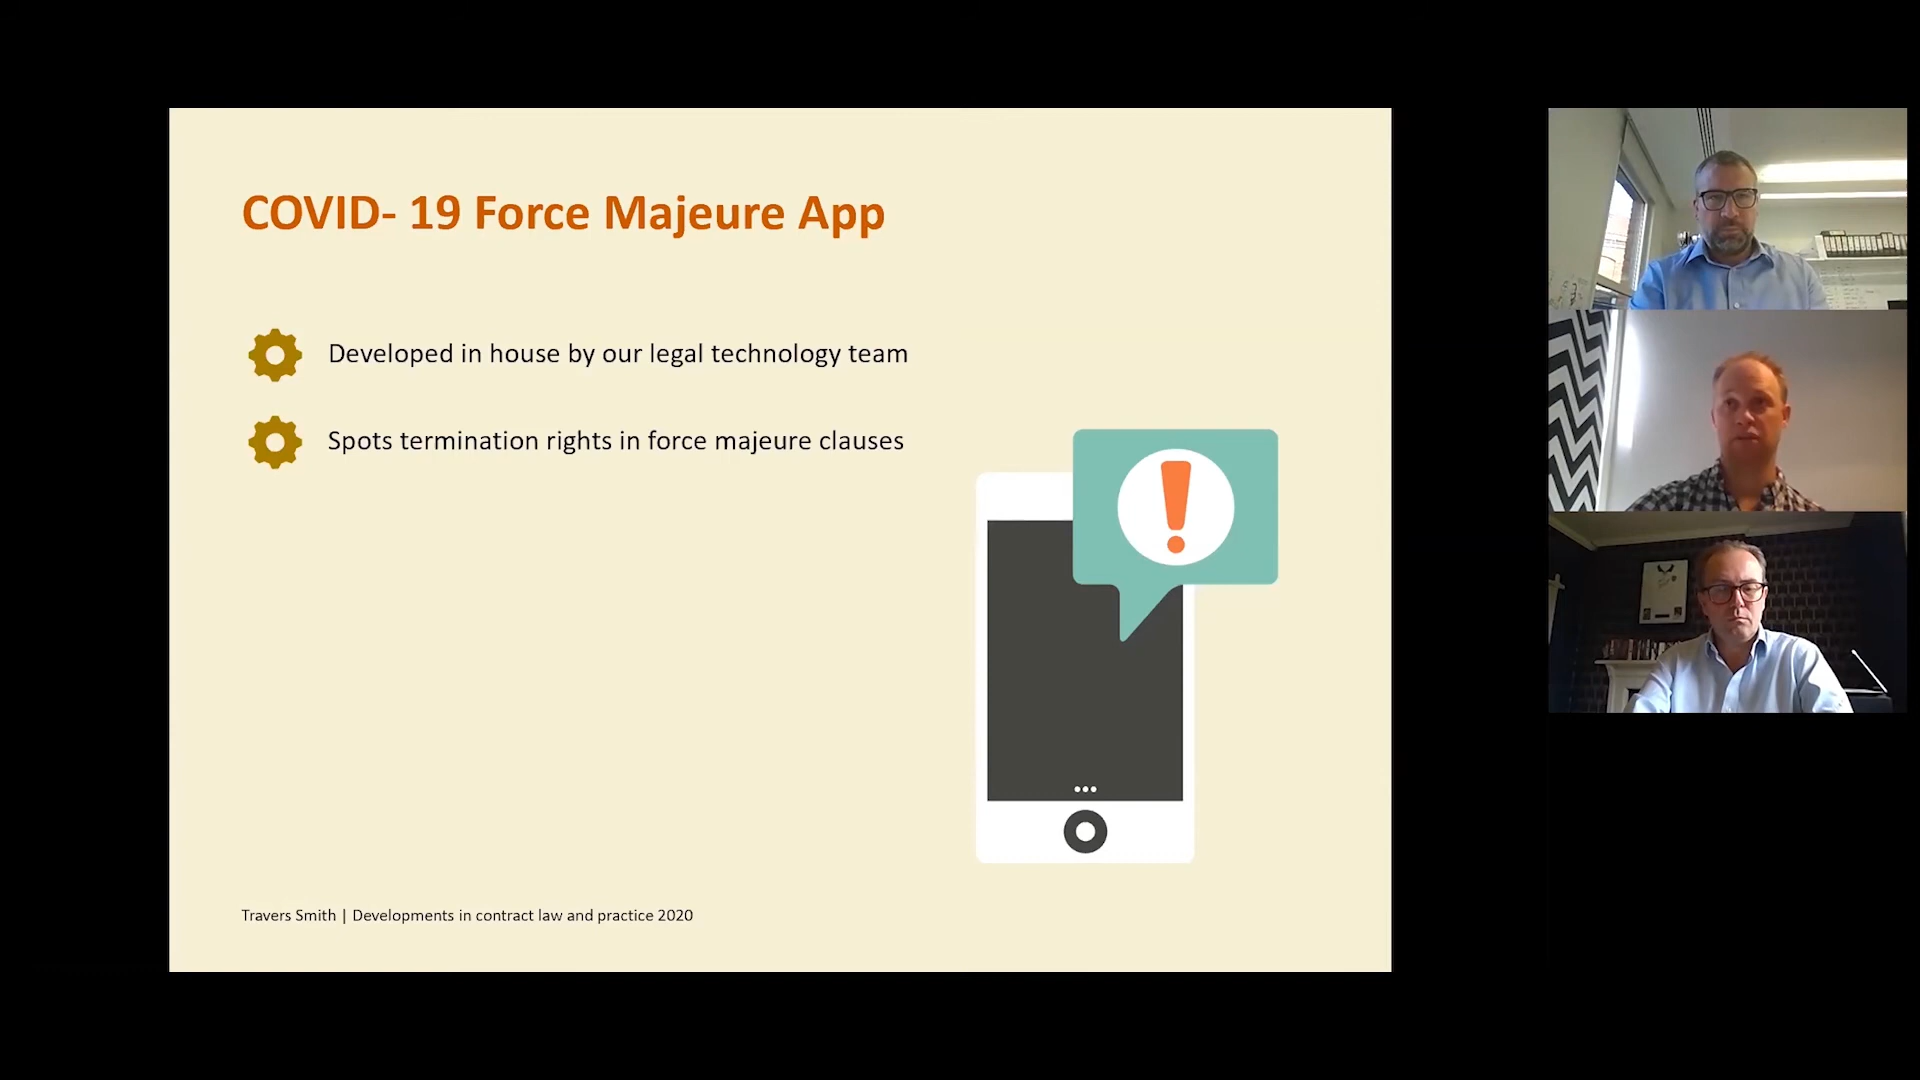 COVID- 19 Force Majeure App
Developed in house by our legal technology team
Spots termination rights in force majeure clauses
Travers Smith | Developments in contract law and practice 2020